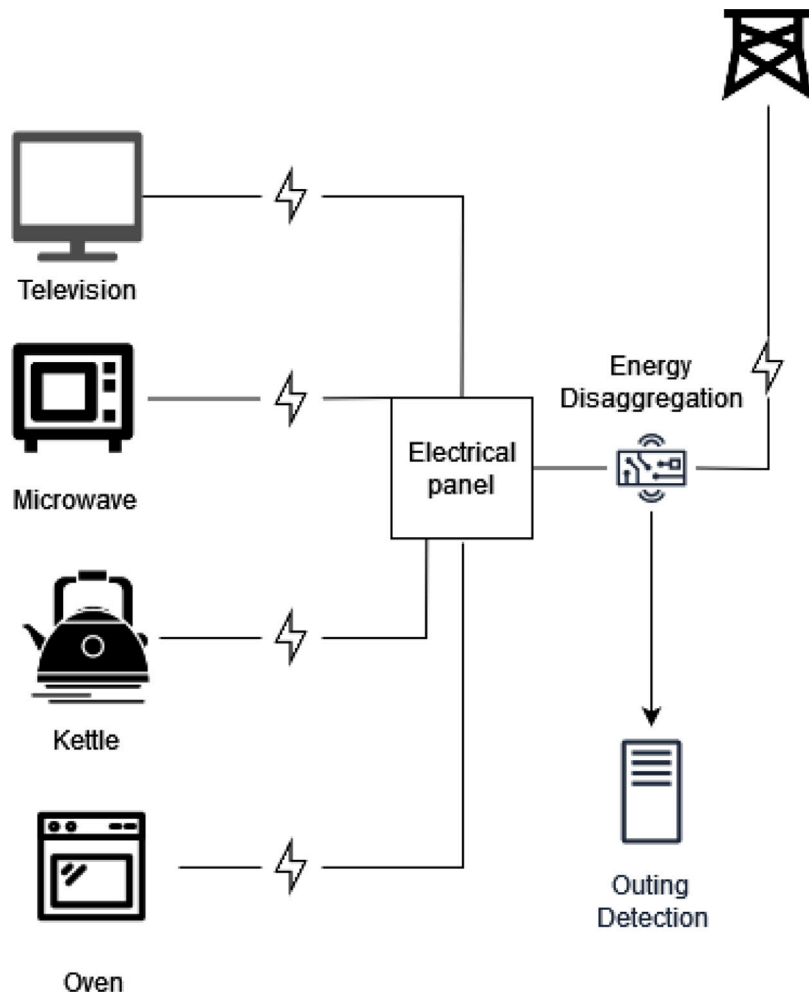 Television
Energy
Disaggregation
Microwave
Electrical
panel
Kettle
Outing
Detection
Oven